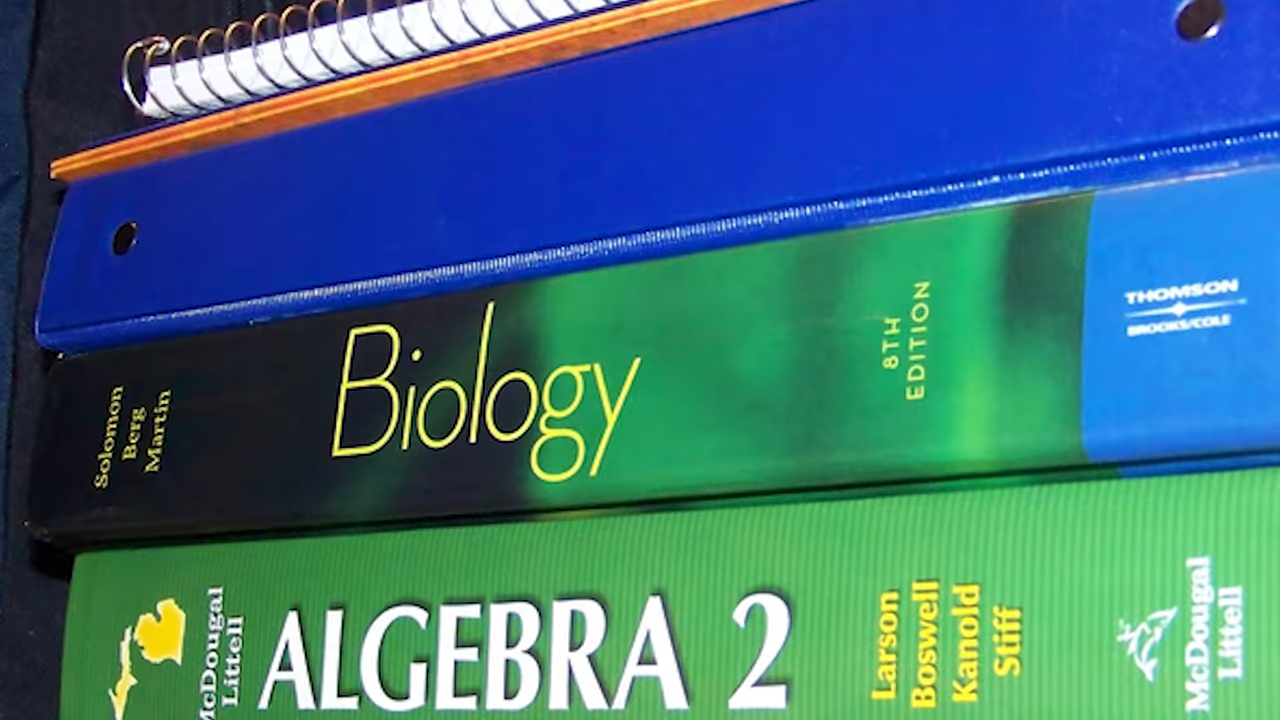 Solomon
Berg
Martin
Biology
8TH
EDITION
THOMSON
BROOKS/COLE
McDougal
Littell
ALGEBRA 2
Larson
Boswell
Kanold
Stiff
McDougal
Littell